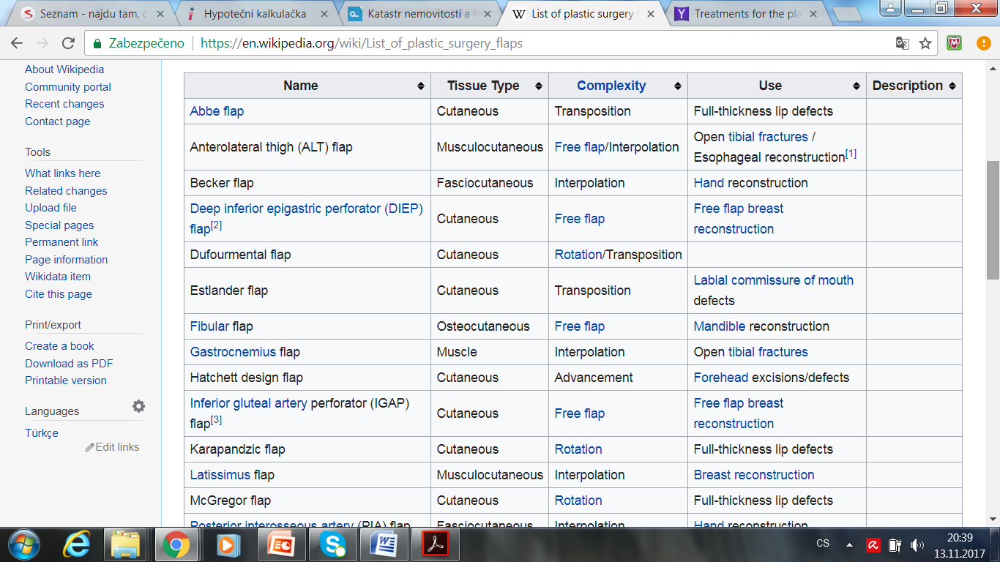 Seznam - najdu tam, c
Hypoteční kalkulačka
Katastr nemovitostí a
List of plastic surgery f
Treatments for the pla
Zabezpečeno
https://en.wikipedia.org/wiki/List_of_plastic_surgery_flaps
About Wikipedia
Community portal
Recent changes
Contact page
Tools
What links here
Related changes
Upload file
Special pages
Permanent link
Page information
Wikidata item
Cite this page
Print/export
Create a book
Download as PDF
Printable version
Languages
Türkçe
Edit links
Name Tissue Type Complexity Use Description
Abbe flap Cutaneous Transposition Full-thickness lip defects
Anterolateral thigh (ALT) flap Musculocutaneous Free flap/Interpolation Open tibial fractures /
Esophageal reconstruction[1]
Becker flap Fasciocutaneous Interpolation Hand reconstruction
Deep inferior epigastric perforator (DIEP)
flap[2] Cutaneous Free flap Free flap breast
reconstruction
Dufourmental flap Cutaneous Rotation/Transposition
Estlander flap Cutaneous Transposition Labial commissure of mouth
defects
Fibular flap Osteocutaneous Free flap Mandible reconstruction
Gastrocnemius flap Muscle Interpolation Open tibial fractures
Hatchett design flap Cutaneous Advancement Forehead excisions/defects
Inferior gluteal artery perforator (IGAP)
flap[3] Cutaneous Free flap Free flap breast
reconstruction
Karapandzic flap Cutaneous Rotation Full-thickness lip defects
Latissimus flap Musculocutaneous Interpolation Breast reconstruction
McGregor flap Cutaneous Rotation Full-thickness lip defects
Posterior interosseous artery (PIA) flap Fasciocutaneous Interpolation Hand reconstruction
CS
20:39
13.11.2017